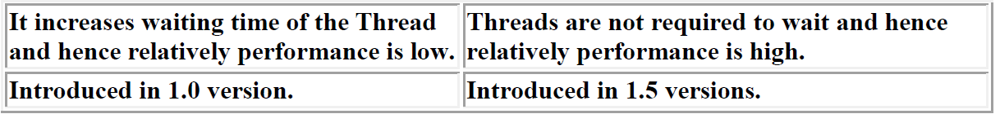 It increases waiting time of the Thread
and hence relatively performance is low.
Threads are not required to wait and hence
relatively performance is high.
Introduced in 1.0 version.
Introduced in 1.5 versions.